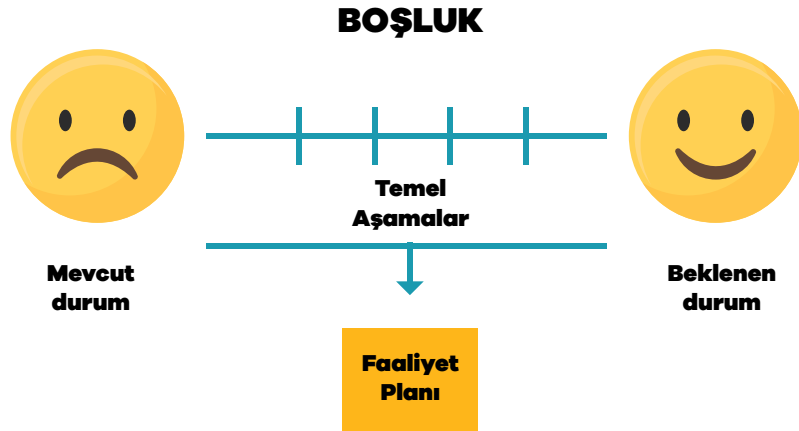 BOŞLUK
Temel
Aşamalar
Mevcut
durum
Beklenen
durum
Faaliyet
Planı